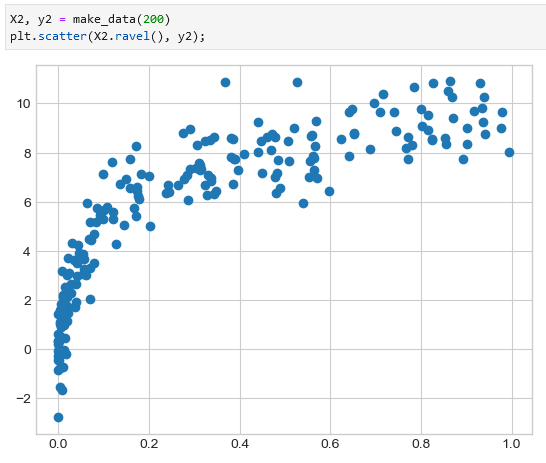 X2, y2 = make_data(200)
plt.scatter(X2.ravel(), y2);
10
8
6
4
2
0
−2
0.0 0.2 0.4 0.6 0.8 1.0